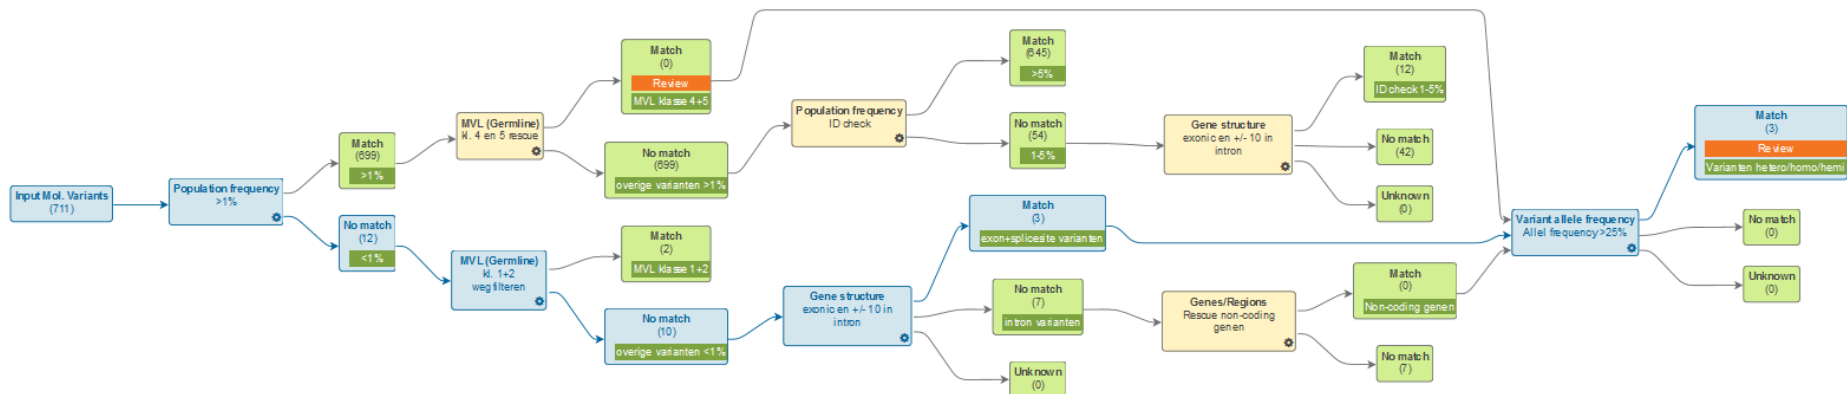 Input Mol. Variants
(711)
Population frequency
>1%
Match
(699)
>1%
No match
(12)
<1%
MVL (Germline)
kl. 4 en 5 rescue
MVL (Germline)
kl. 1+2
wegfilteren
Match
(0)
Review
MVL klasse 4+5
No match
(699)
overige varianten >1%
Match
(2)
MVL klasse 1+2
No match
(10)
overige varianten <1%
Population frequency
ID check
Gene structure
exonic en +/- 10 in
intron
Match
(645)
>5%
No match
(54)
1-5%
Match
(3)
exon+splicesite varianten
No match
(7)
intron varianten
Unknown
(0)
Gene structure
exonic en +/- 10 in
intron
Genes/Regions
Rescue non-coding
genen
Match
(12)
ID check 1-5%
No match
(42)
Unknown
(0)
Match
(0)
Non-coding genen
No match
(7)
Variant allele frequency
Allel frequency >25%
Match
(3)
Review
Varianten hetero/homo/hemi
No match
(0)
Unknown
(0)